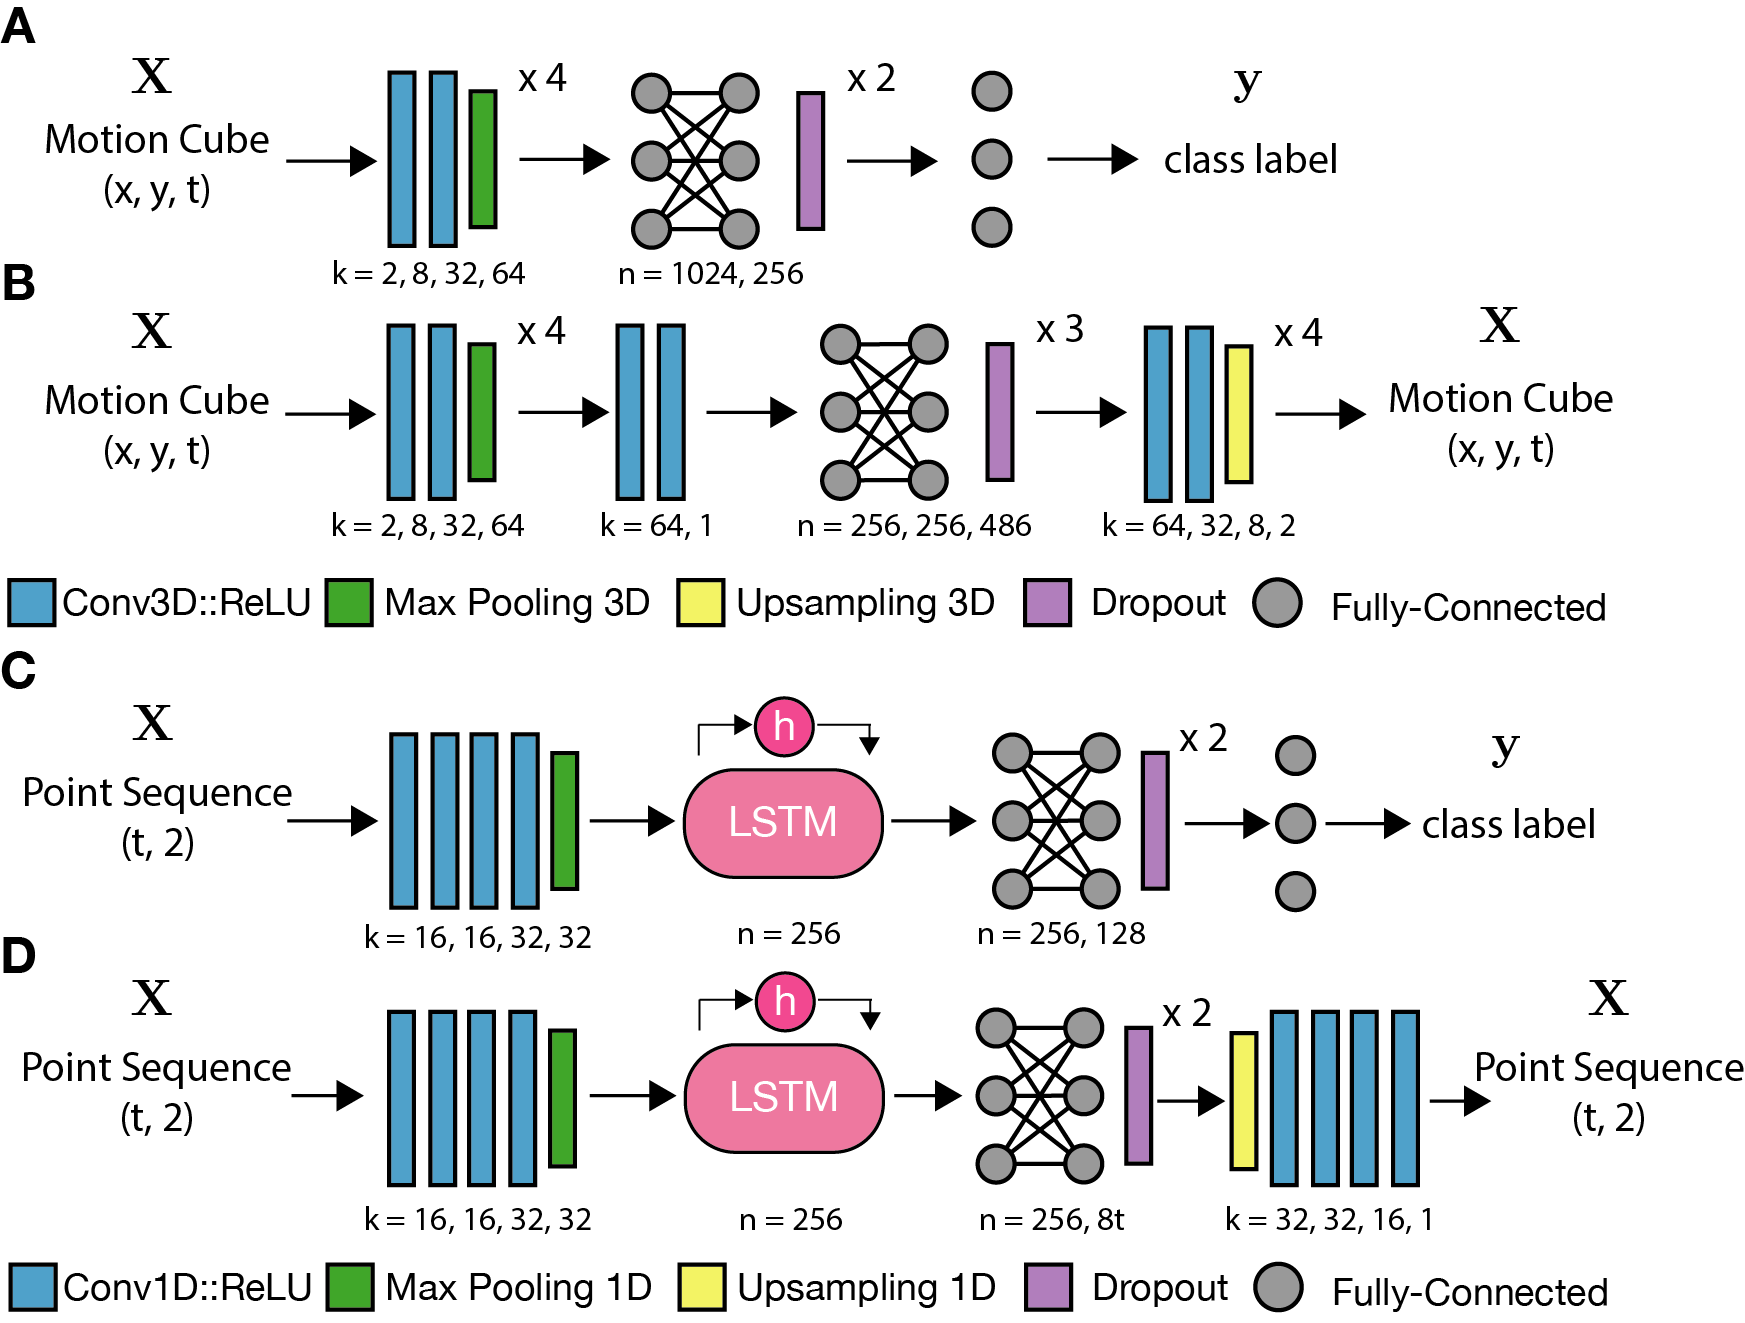 A
X
Motion Cube
(x, y, t)
x 4
k = 2, 8, 32, 64
x 2
n = 1024, 256
y
class label
B
X
Motion Cube
(x, y, t)
x 4
k = 2, 8, 32, 64
k = 64, 1
x 3
n = 256, 256, 486
x 4
k = 64, 32, 8, 2
X
Motion Cube
(x, y, t)
Conv3D::ReLU Max Pooling 3D Upsampling 3D Dropout Fully-Connected
C
X
Point Sequence
(t, 2)
k = 16, 16, 32, 32
h
LSTM
n = 256
x 2
n = 256, 128
y
class label
D
X
Point Sequence
(t, 2)
k = 16, 16, 32, 32
h
LSTM
n = 256
x 2
n = 256, 8t
k = 32, 32, 16, 1
X
Point Sequence
(t, 2)
Conv1D::ReLU Max Pooling 1D Upsampling 1D Dropout Fully-Connected